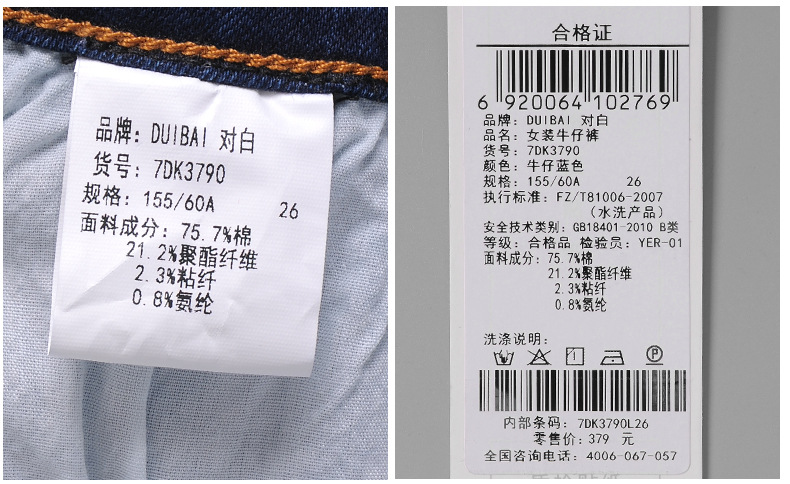 品牌: DUIBAI 对白
货号: 7DK3790
规格: 155/60A 26
面料成分: 75.7%棉
21.2%聚酯纤维
2.3%粘纤
0.8%氨纶
合格证
6 920064 102769
品牌: DUIBAI 对白
品名: 女装牛仔裤
货号: 7DK3790
颜色: 牛仔蓝色
规格: 155/60A 26
执行标准: FZ/T81006-2007
(水洗产品)
安全技术类别: GB18401-2010 B类
等级: 合格品 检验员: YER-01
面料成分: 75.7%棉
21.2%聚酯纤维
2.3%粘纤
0.8%氨纶
洗涤说明:
内部条码: 7DK3790L26
零售价: 379 元
全国咨询电话: 4006-067-057